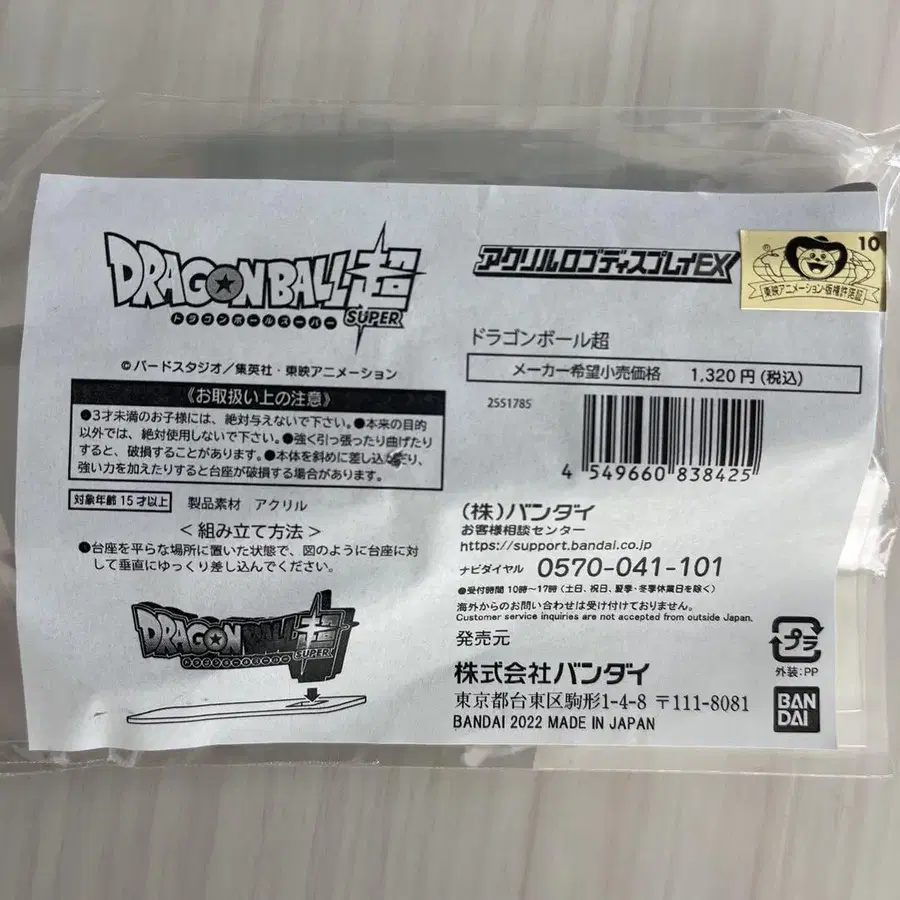 DRAGONBALL超
ドラゴンボールスーパー SUPER
©バードスタジオ／集英社・東映アニメーション
《お取扱い上の注意》
●3才未満のお子様には、絶対与えないで下さい。●本来の目的
以外では、絶対使用しないで下さい。●強く引っ張ったり曲げたり
すると、破損することがあります。●本体を斜めに差し込んだり、
強い力を加えたりすると台座が破損する場合があります。
対象年齢 15才以上 製品素材 アクリル
＜組み立て方法＞
●台座を平らな場所に置いた状態で、図のように台座に対
して垂直にゆっくり差し込んでください。
DRAGONBALL超
ドラゴンボールスーパー SUPER
アクリルロゴディスプレイEX
10
東映アニメーション・版権許諾証
ドラゴンボール超
メーカー希望小売価格 1,320円(税込)
2551785
4 549660 838425
(株)バンダイ
お客様相談センター
https://support.bandai.co.jp
ナビダイヤル 0570-041-101
●受付時間 10時〜17時(土日、祝日、夏季・冬季休業日を除く)
海外からのお問い合わせは受け付けておりません。
Customer service inquiries are not accepted from outside Japan.
発売元
株式会社バンダイ
東京都台東区駒形1-4-8 〒111-8081
BANDAI 2022 MADE IN JAPAN
プラ
外装:PP
BAN
DAI